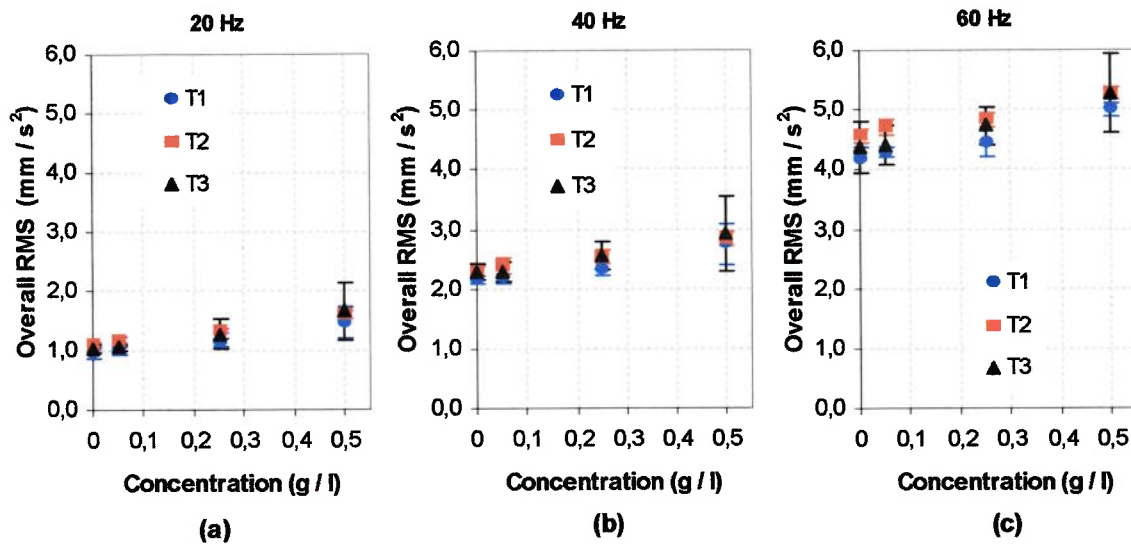 20 Hz
6,0
5,0
4,0
3,0
2,0
1,0
0,0
Overall RMS (mm / s²)
T1
T2
T3
0 0,1 0,2 0,3 0,4 0,5
Concentration (g / l)
(a)
40 Hz
6,0
5,0
4,0
3,0
2,0
1,0
0,0
Overall RMS (mm / s²)
T1
T2
T3
0 0,1 0,2 0,3 0,4 0,5
Concentration (g / l)
(b)
60 Hz
6,0
5,0
4,0
3,0
2,0
1,0
0,0
Overall RMS (mm / s²)
T1
T2
T3
0 0,1 0,2 0,3 0,4 0,5
Concentration (g / l)
(c)